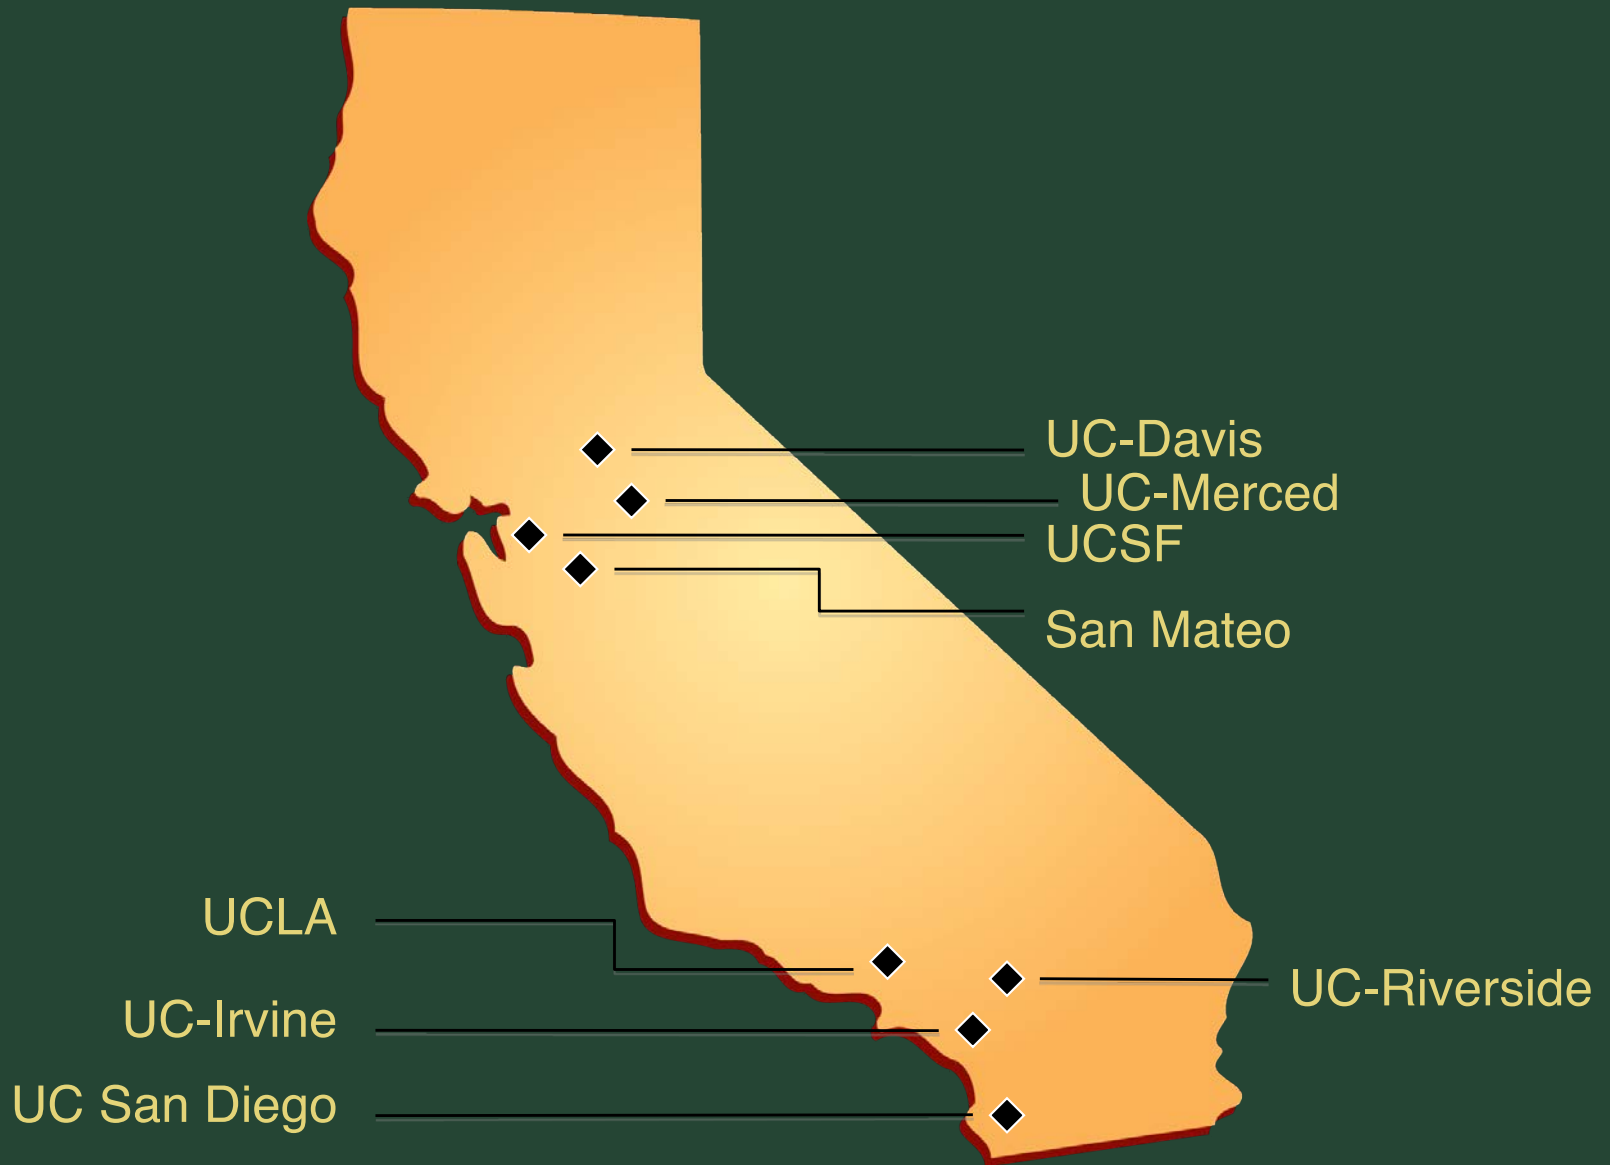 UC-Davis
UC-Merced
UCSF
San Mateo
UCLA
UC-Riverside
UC-Irvine
UC San Diego